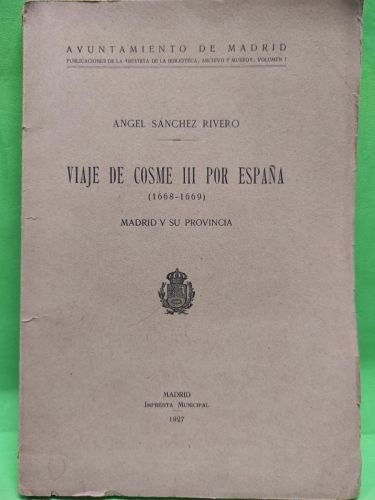 AYUNTAMIENTO DE MADRID
PUBLICACIONES DE LA «REVISTA DE LA BIBLIOTECA, ARCHIVO Y MUSEO», VOLUMEN I
ANGEL SÁNCHEZ RIVERO
VIAJE DE COSME III POR ESPAÑA
(1668-1669)
MADRID Y SU PROVINCIA
MADRID
IMPRENTA MUNICIPAL
1927